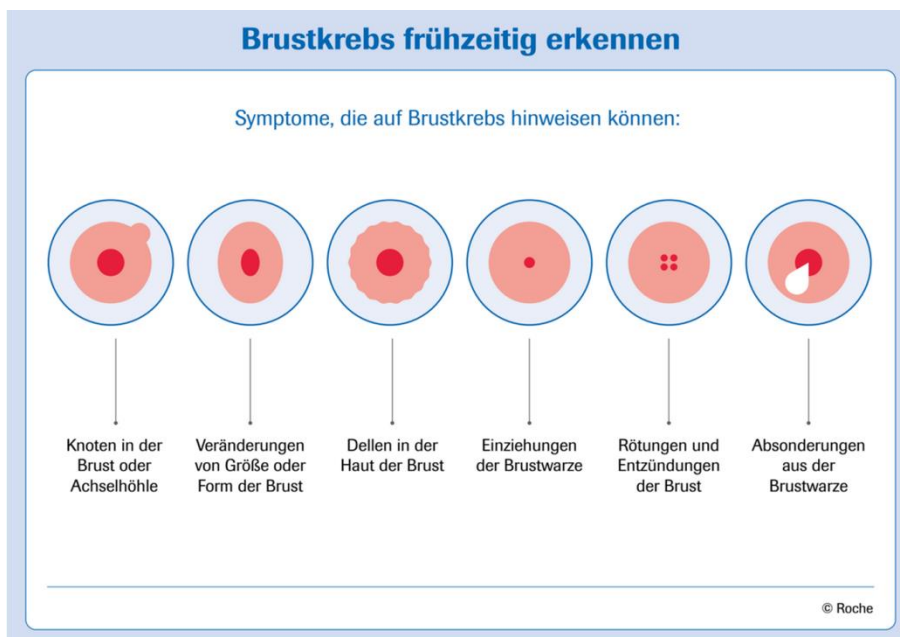 Brustkrebs frühzeitig erkennen
Symptome, die auf Brustkrebs hinweisen können:
Knoten in der
Brust oder
Achselhöhle
Veränderungen
von Größe oder
Form der Brust
Dellen in der
Haut der Brust
Einziehungen
der Brustwarze
Rötungen und
Entzündungen
der Brust
Absonderungen
aus der
Brustwarze
© Roche